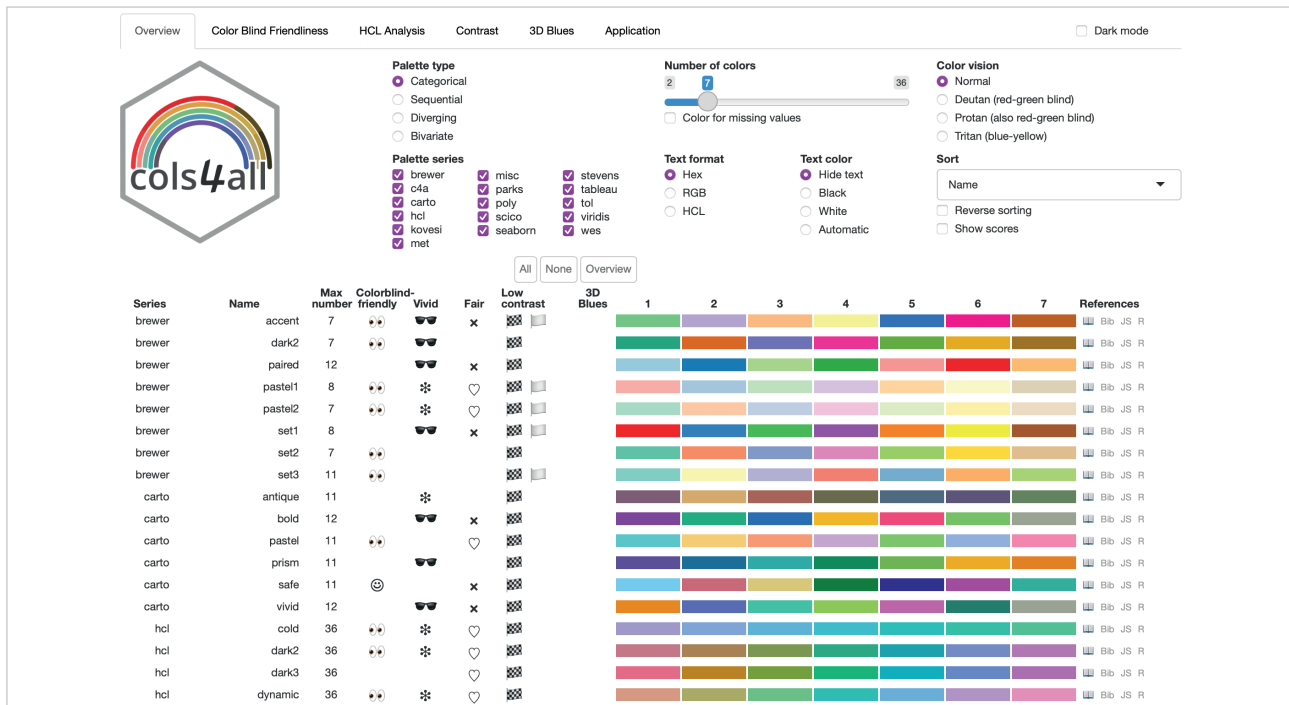 Overview Color Blind Friendliness HCL Analysis Contrast 3D Blues Application Dark mode
cols4all
Palette type
Categorical
Sequential
Diverging
Bivariate
Number of colors
2 7 36
Color for missing values
Color vision
Normal
Deutan (red-green blind)
Protan (also red-green blind)
Tritan (blue-yellow)
Palette series
brewer misc stevens
c4a parks tableau
carto poly tol
hcl scico viridis
kovesi seaborn wes
met
Text format
Hex
RGB
HCL
Text color
Hide text
Black
White
Automatic
Sort
Name
Reverse sorting
Show scores
All None Overview
Series Name Max number Colorblind-friendly Vivid Fair Low contrast 3D Blues 1 2 3 4 5 6 7 References
brewer accent 7 Bib JS R
brewer dark2 7 Bib JS R
brewer paired 12 Bib JS R
brewer pastel1 8 Bib JS R
brewer pastel2 7 Bib JS R
brewer set1 8 Bib JS R
brewer set2 7 Bib JS R
brewer set3 11 Bib JS R
carto antique 11 Bib JS R
carto bold 12 Bib JS R
carto pastel 11 Bib JS R
carto prism 11 Bib JS R
carto safe 11 Bib JS R
carto vivid 12 Bib JS R
hcl cold 36 Bib JS R
hcl dark2 36 Bib JS R
hcl dark3 36 Bib JS R
hcl dynamic 36 Bib JS R